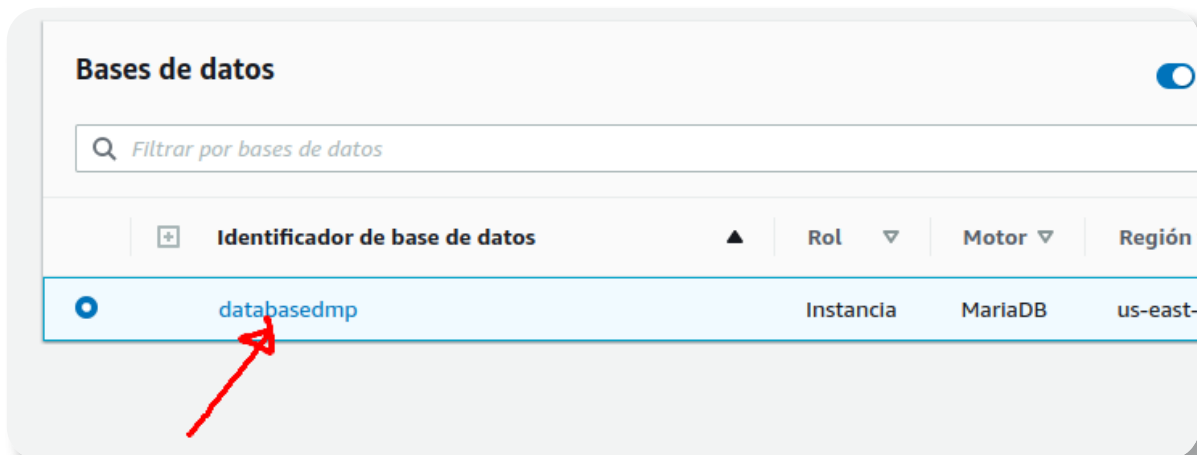 Bases de datos
Filtrar por bases de datos
Identificador de base de datos Rol Motor Región
databasedmp Instancia MariaDB us-east-